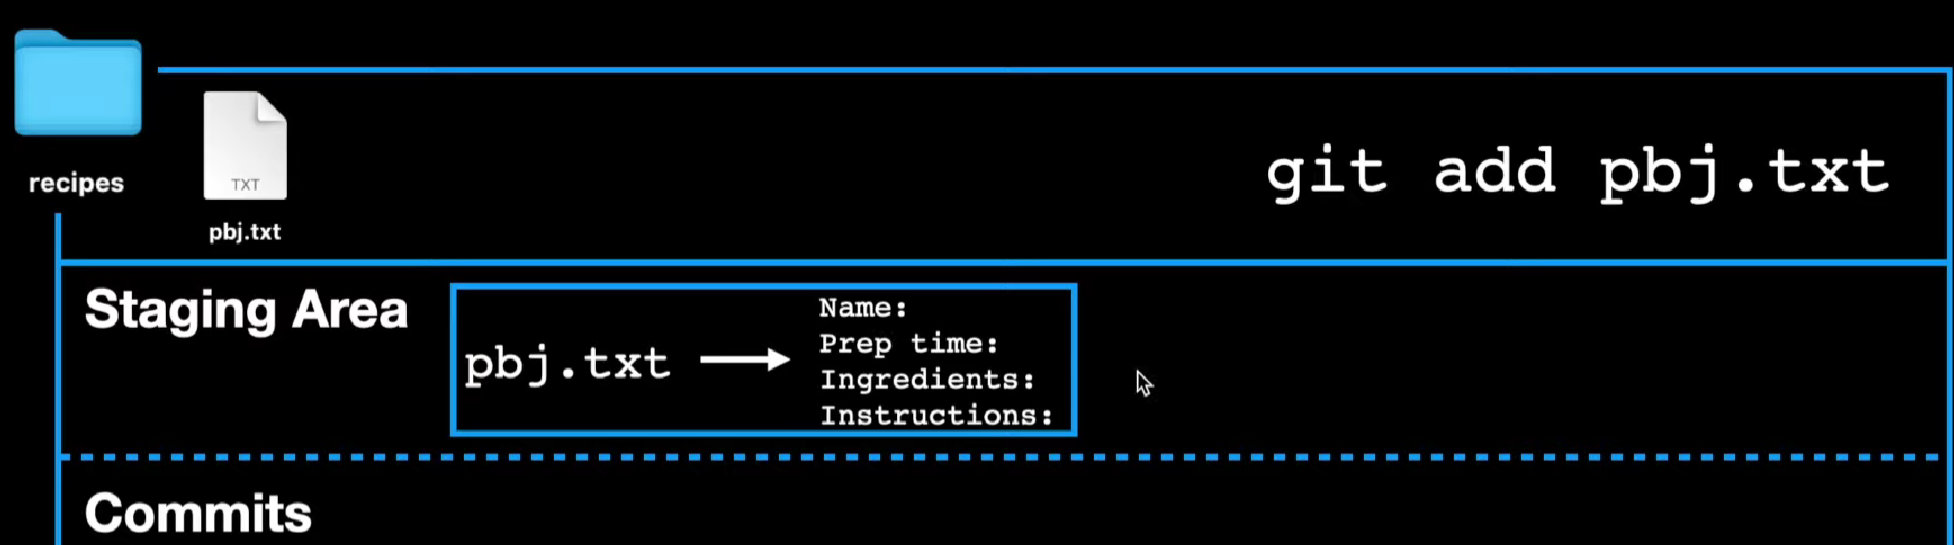 recipes
TXT
pbj.txt
git add pbj.txt
Staging Area
pbj.txt
Name:
Prep time:
Ingredients:
Instructions:
Commits